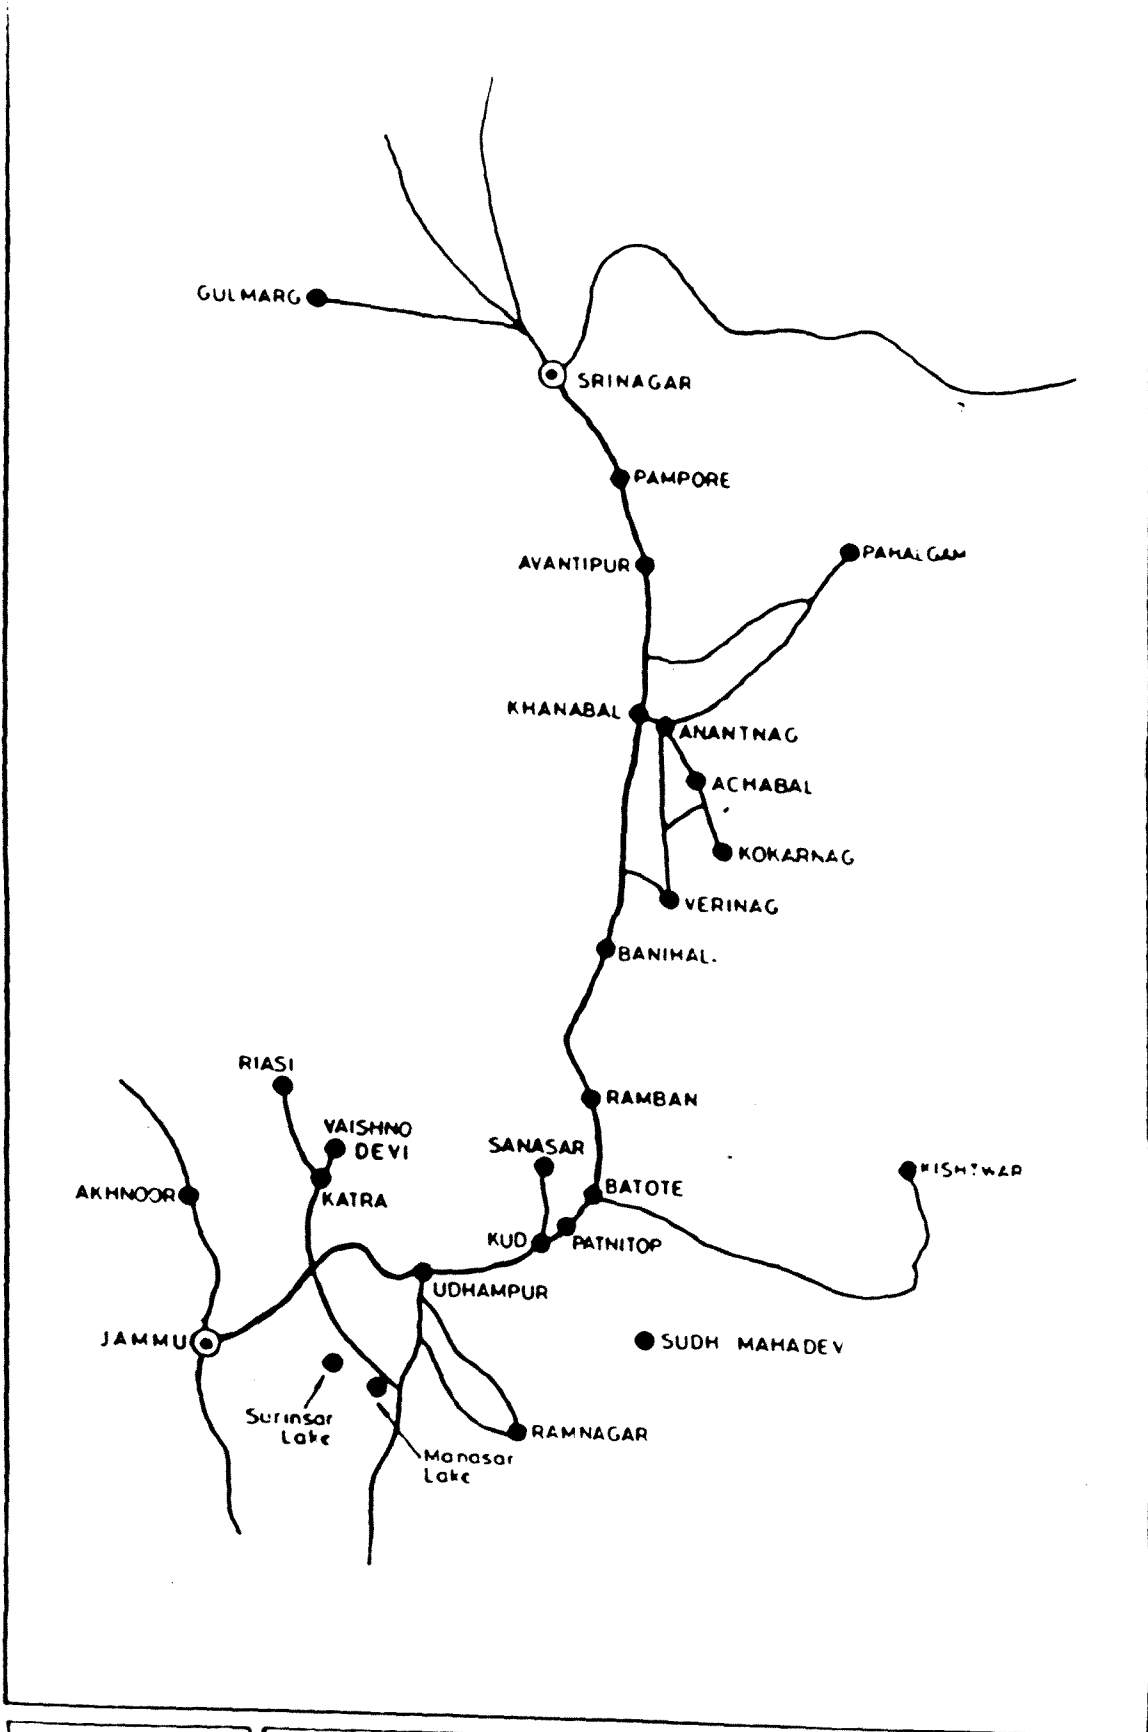 GULMARG
SRINAGAR
PAMPORE
AVANTIPUR
PAHALGAM
KHANABAL
ANANTNAG
ACHABAL
KOKARNAG
VERINAG
BANIHAL.
RIASI
RAMBAN
VAISHNO
DEVI
SANASAR
KISHTWAR
AKHNOOR
KATRA
BATOTE
KUD
PATNITOP
UDHAMPUR
JAMMU
SUDH MAHADEV
Surinsar
Lake
RAMNAGAR
Manasar
Lake